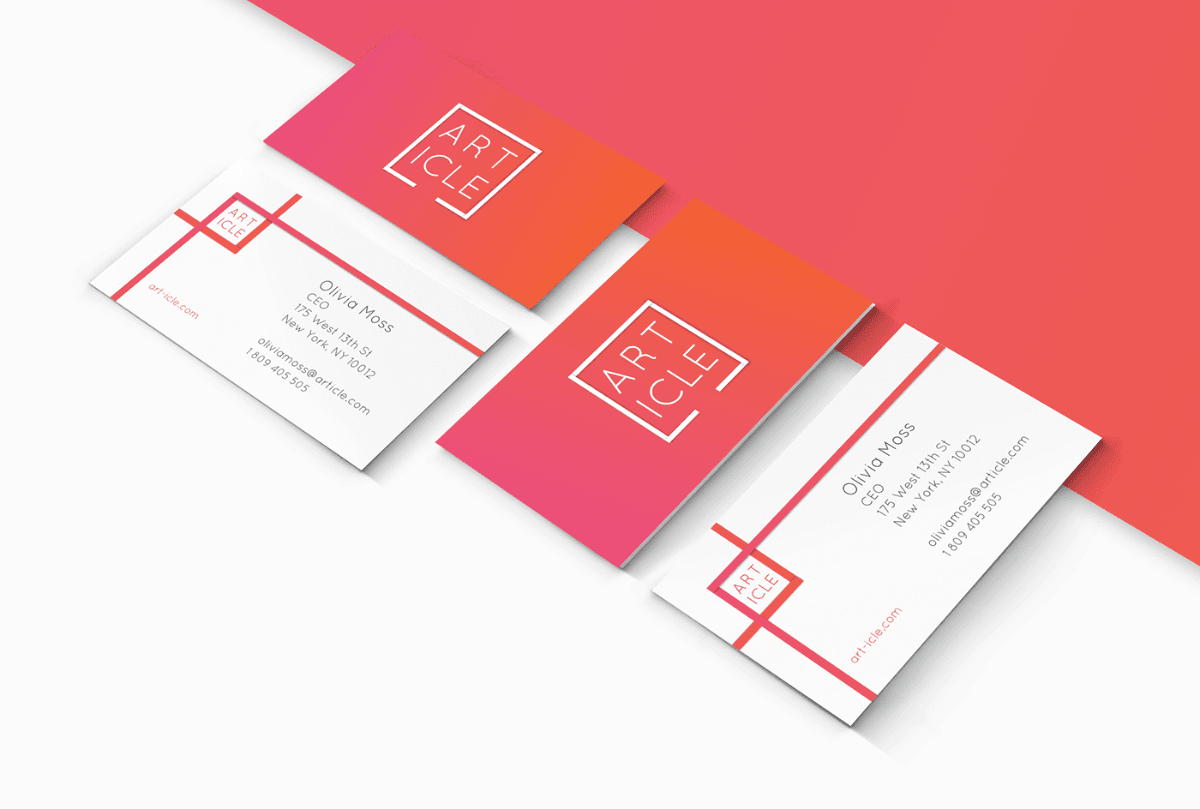 ART
ICLE
ART
ICLE
art-icle.com
Olivia Moss
CEO
175 West 13th St
New York, NY 10012
oliviamoss@article.com
1 809 405 505
ART
ICLE
Olivia Moss
CEO
175 West 13th St
New York, NY 10012
oliviamoss@article.com
1 809 405 505
ART
ICLE
art-icle.com